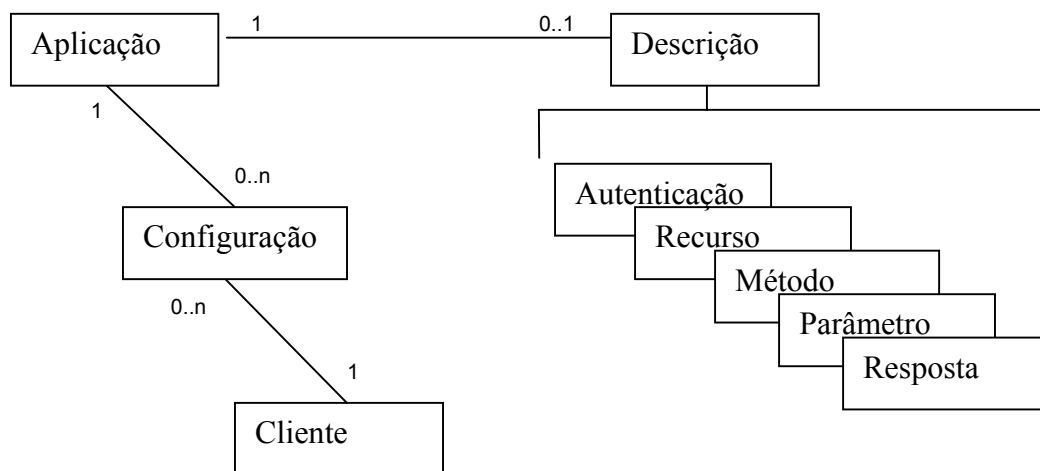 Aplicação
1
0..1
Descrição
1
0..n
Autenticação
Recurso
Configuração
Método
0..n
Parâmetro
1
Resposta
Cliente